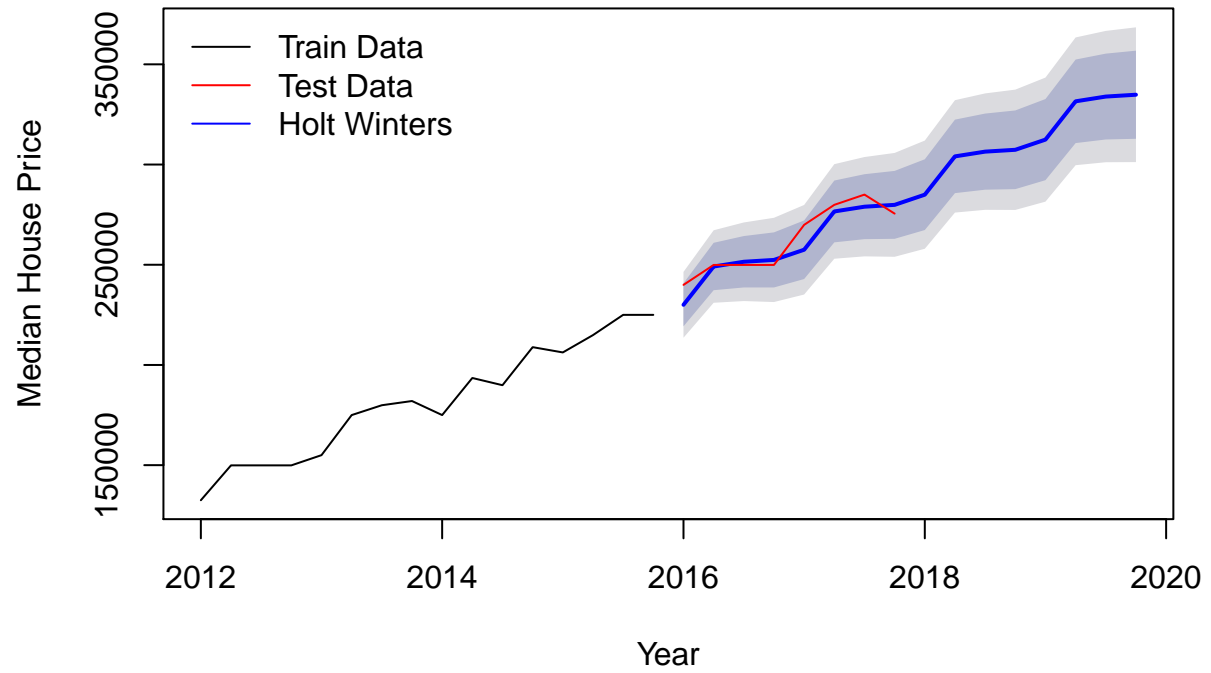 Train Data
Test Data
Holt Winters
Median House Price
350000
250000
150000
2012 2014 2016 2018 2020
Year